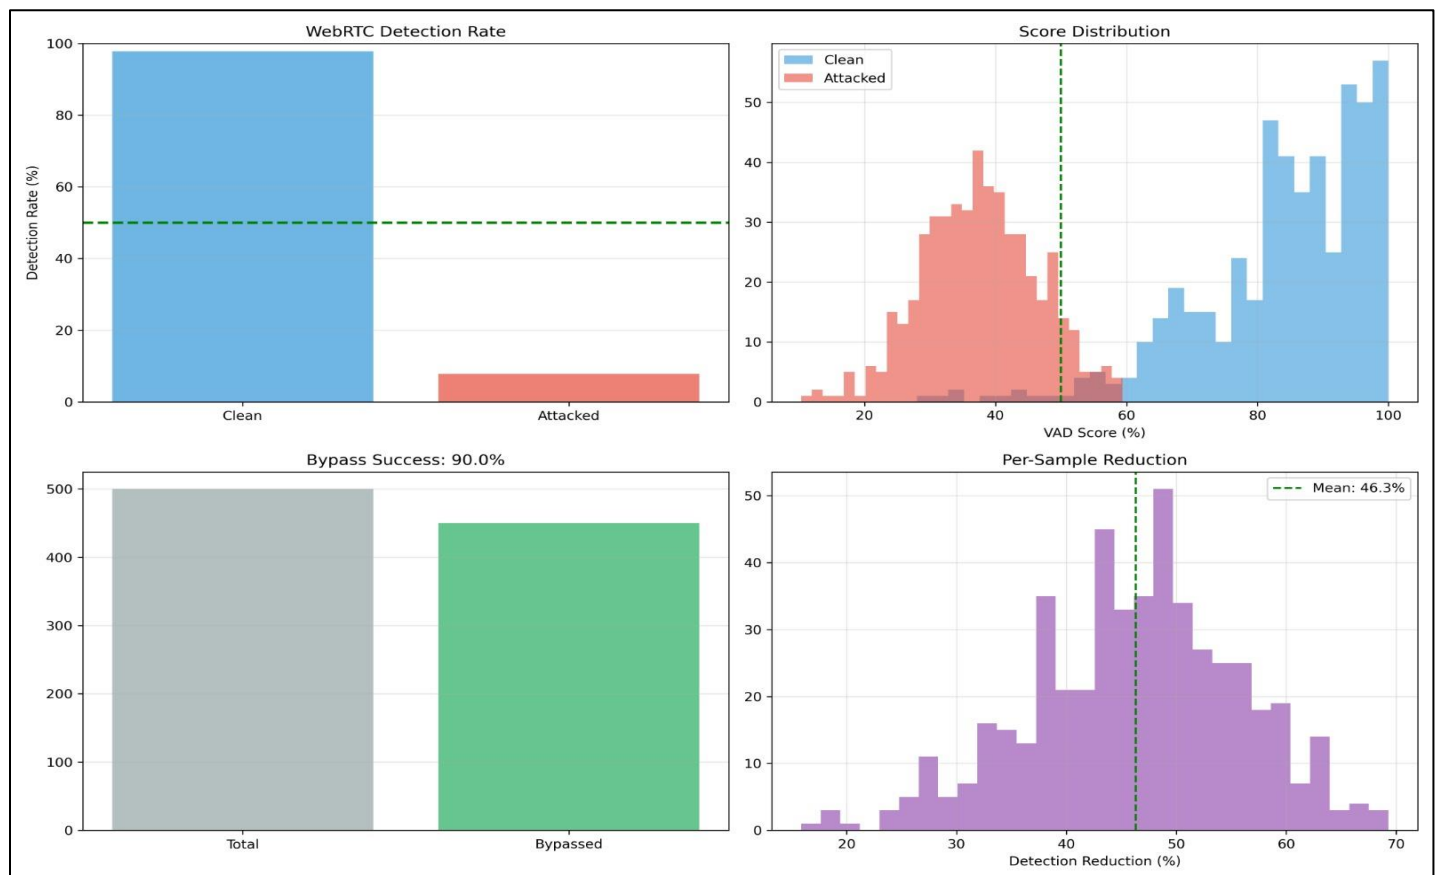 WebRTC Detection Rate
100
80
60
40
20
0
Detection Rate (%)
Clean
Attacked
Score Distribution
Clean
Attacked
50
40
30
20
10
0
20
40
60
80
100
VAD Score (%)
Bypass Success: 90.0%
500
400
300
200
100
0
Total
Bypassed
Per-Sample Reduction
Mean: 46.3%
50
40
30
20
10
0
20
30
40
50
60
70
Detection Reduction (%)